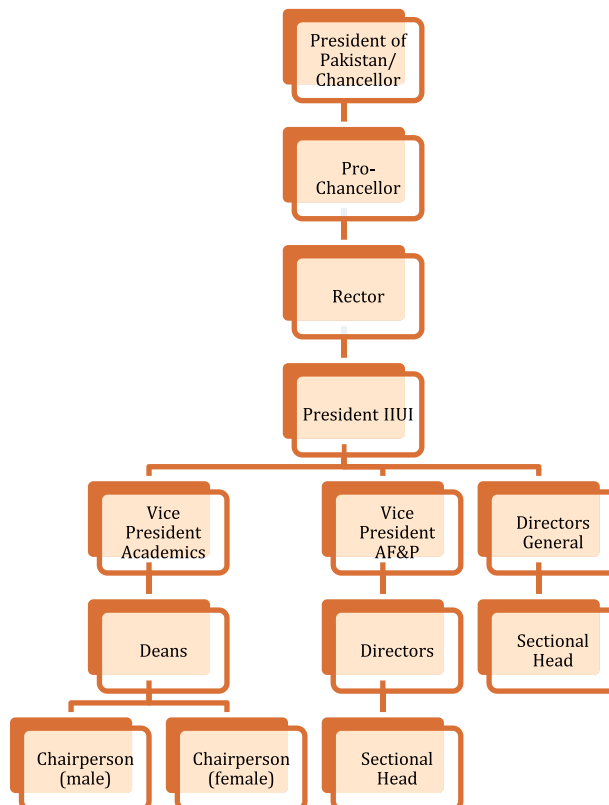 President of
Pakistan/
Chancellor
Pro-
Chancellor
Rector
President IIUI
Vice
President
Academics
Vice
President
AF&P
Directors
General
Deans
Directors
Sectional
Head
Chairperson
(male)
Chairperson
(female)
Sectional
Head